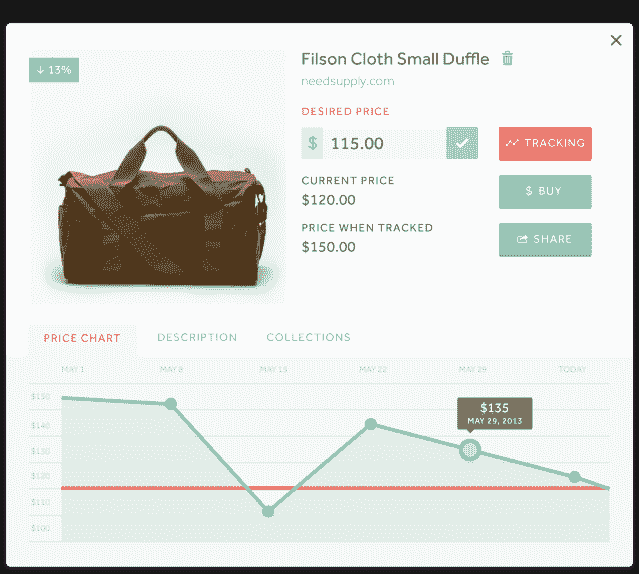 ↓ 13%
Filson Cloth Small Duffle
needsupply.com
DESIRED PRICE
$ 115.00
TRACKING
CURRENT PRICE
$120.00
$ BUY
PRICE WHEN TRACKED
$150.00
SHARE
PRICE CHART
DESCRIPTION
COLLECTIONS
MAY 1
MAY 8
MAY 15
MAY 22
MAY 29
TODAY
$150
$140
$130
$120
$110
$100
$135
MAY 29, 2013